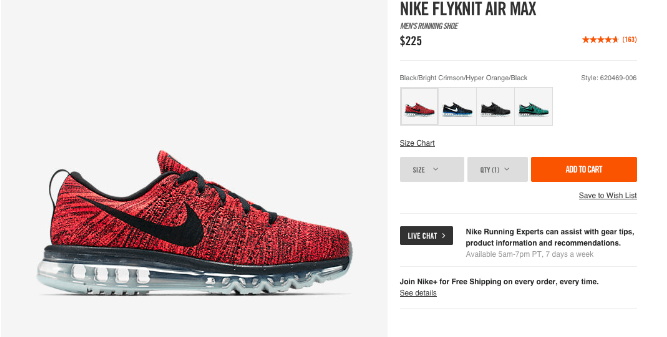 NIKE FLYKNIT AIR MAX
MEN'S RUNNING SHOE
$225
(163)
Black/Bright Crimson/Hyper Orange/Black
Style: 620469-006
Size Chart
SIZE
QTY (1)
ADD TO CART
Save to Wish List
LIVE CHAT
Nike Running Experts can assist with gear tips,
product information and recommendations.
Available 5am-7pm PT, 7 days a week
Join Nike+ for Free Shipping on every order, every time.
See details